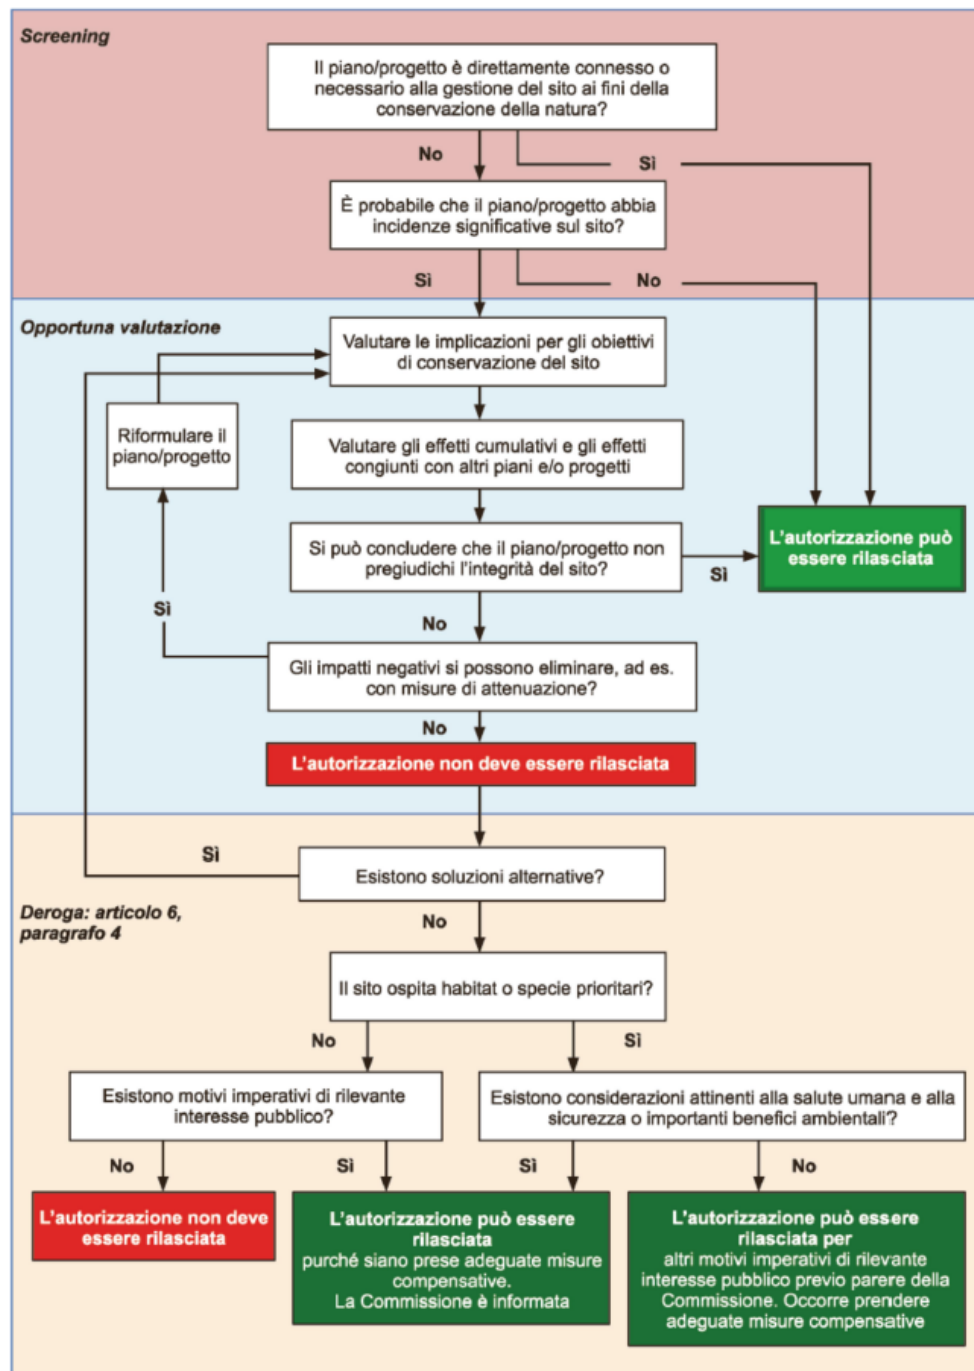 Screening
Il piano/progetto è direttamente connesso o
necessario alla gestione del sito ai fini della
conservazione della natura?
No
Sì
È probabile che il piano/progetto abbia
incidenze significative sul sito?
Sì
No
Opportuna valutazione
Valutare le implicazioni per gli obiettivi
di conservazione del sito
Riformulare il
piano/progetto
Valutare gli effetti cumulativi e gli effetti
congiunti con altri piani e/o progetti
Si può concludere che il piano/progetto non
pregiudichi l'integrità del sito?
Sì
L'autorizzazione può
essere rilasciata
No
Sì
Gli impatti negativi si possono eliminare, ad es.
con misure di attenuazione?
No
L'autorizzazione non deve essere rilasciata
Sì
Esistono soluzioni alternative?
Deroga: articolo 6,
paragrafo 4
No
Il sito ospita habitat o specie prioritari?
No
Sì
Esistono motivi imperativi di rilevante
interesse pubblico?
Esistono considerazioni attinenti alla salute umana e alla
sicurezza o importanti benefici ambientali?
No
Sì
Sì
No
L'autorizzazione non deve
essere rilasciata
L'autorizzazione può essere
rilasciata
purché siano prese adeguate misure
compensative.
La Commissione è informata
L'autorizzazione può essere
rilasciata per
altri motivi imperativi di rilevante
interesse pubblico previo parere della
Commissione. Occorre prendere
adeguate misure compensative